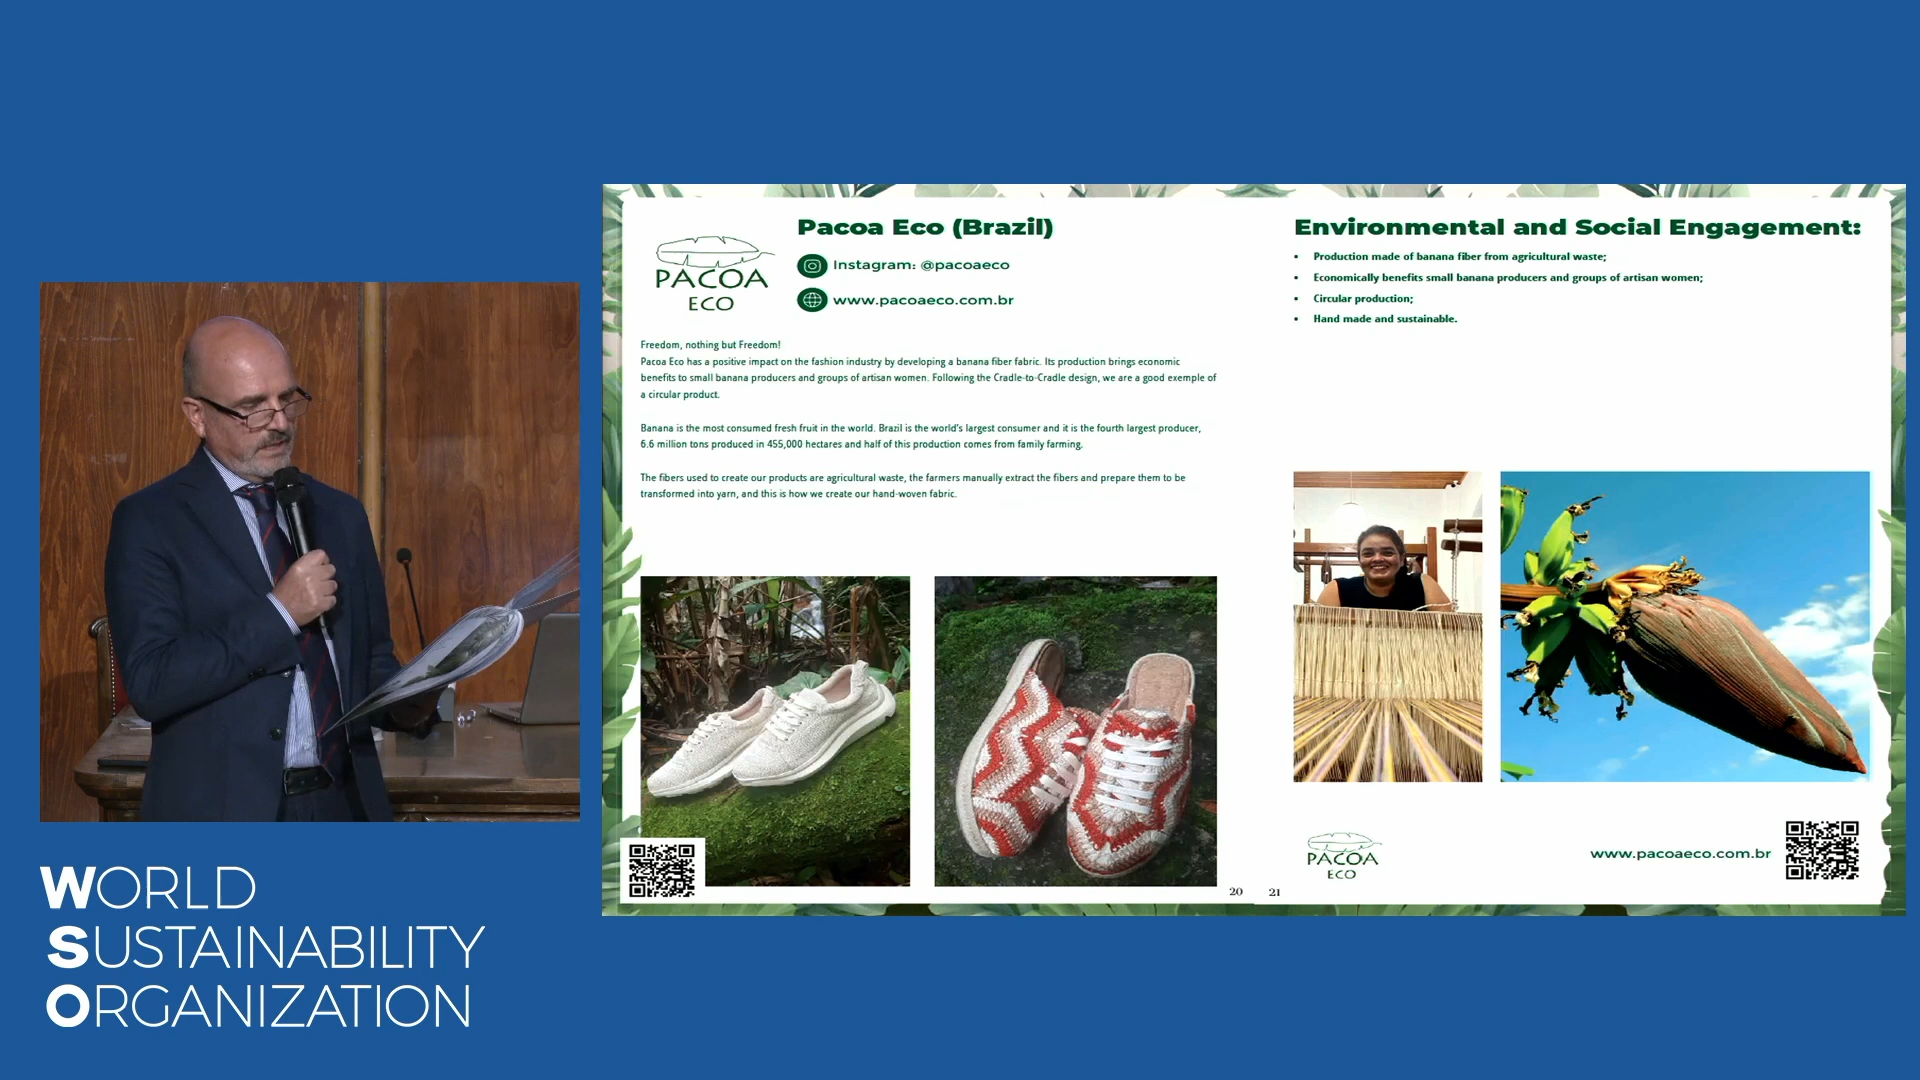 Pacoa Eco (Brazil)
PACOA
ECO
Instagram: @pacoaeco
www.pacoaeco.com.br
Freedom, nothing but Freedom!
Pacoa Eco has a positive impact on the fashion industry by developing a banana fiber fabric. Its production brings economic
benefits to small banana producers and groups of artisan women. Following the Cradle-to-Cradle design, we are a good exemple of
a circular product.
Banana is the most consumed fresh fruit in the world. Brazil is the world's largest consumer and it is the fourth largest producer,
6.6 million tons produced in 455,000 hectares and half of this production comes from family farming.
The fibers used to create our products are agricultural waste, the farmers manually extract the fibers and prepare them to be
transformed into yarn, and this is how we create our hand-woven fabric.
20
Environmental and Social Engagement:
• Production made of banana fiber from agricultural waste;
• Economically benefits small banana producers and groups of artisan women;
• Circular production;
• Hand made and sustainable.
PACOA
ECO
www.pacoaeco.com.br
21
WORLD
SUSTAINABILITY
ORGANIZATION